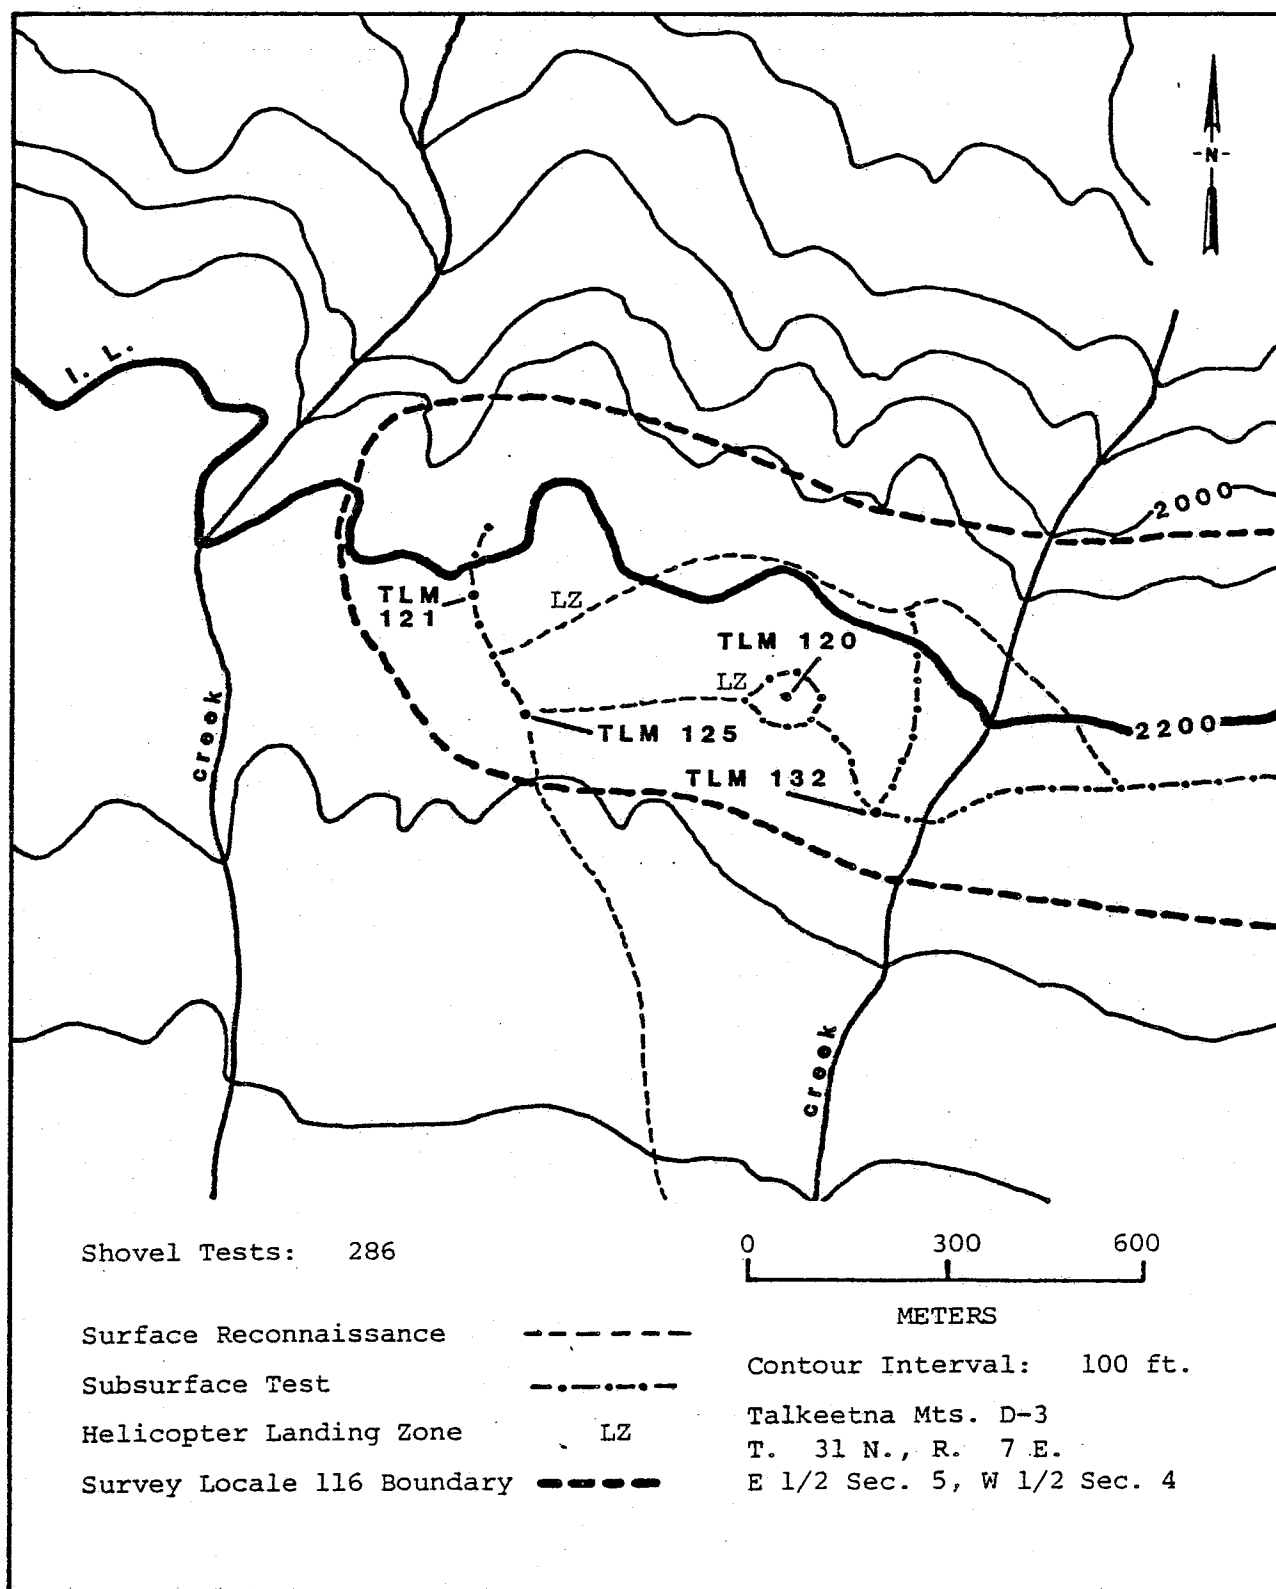 -N-
I. L.
2000
TLM
121
LZ
TLM 120
LZ
creek
TLM 125
2200
TLM 132
creek
Shovel Tests: 286
0 300 600
METERS
Surface Reconnaissance
Subsurface Test
Helicopter Landing Zone LZ
Survey Locale 116 Boundary
Contour Interval: 100 ft.
Talkeetna Mts. D-3
T. 31 N., R. 7 E.
E 1/2 Sec. 5, W 1/2 Sec. 4